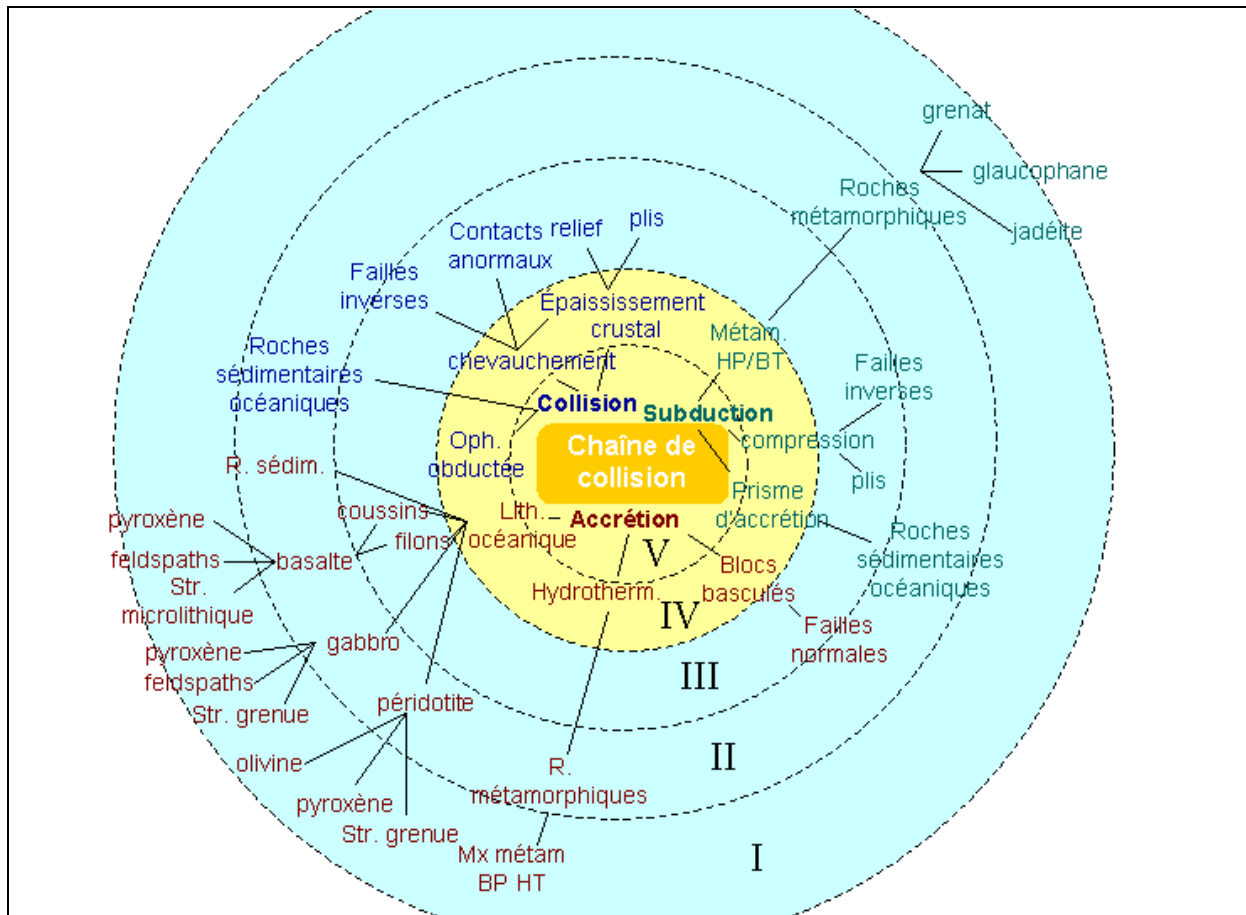 grenat
glaucophane
Roches
métamorphiques
jadéite
Contacts
anormaux
relief
plis
Failles
inverses
Épaississement
crustal
chevauchement
Roches
sédimentaires
océaniques
Métam.
HP/BT
Failles
inverses
Collision
Subduction
compression
plis
Chaîne de
collision
Oph.
obductée
R. sédim.
Prisme
d'accrétion
Roches
sédimentaires
océaniques
LIth.
océanique
Accrétion
V
coussins
filons
pyroxène
feldspaths
Str.
microlithique
basalte
Hydrotherm.
Blocs
basculés
IV
Failles
normales
gabbro
pyroxène
feldspaths
Str. grenue
III
péridotite
olivine
pyroxène
Str. grenue
II
R.
métamorphiques
Mx métam
BP HT
I